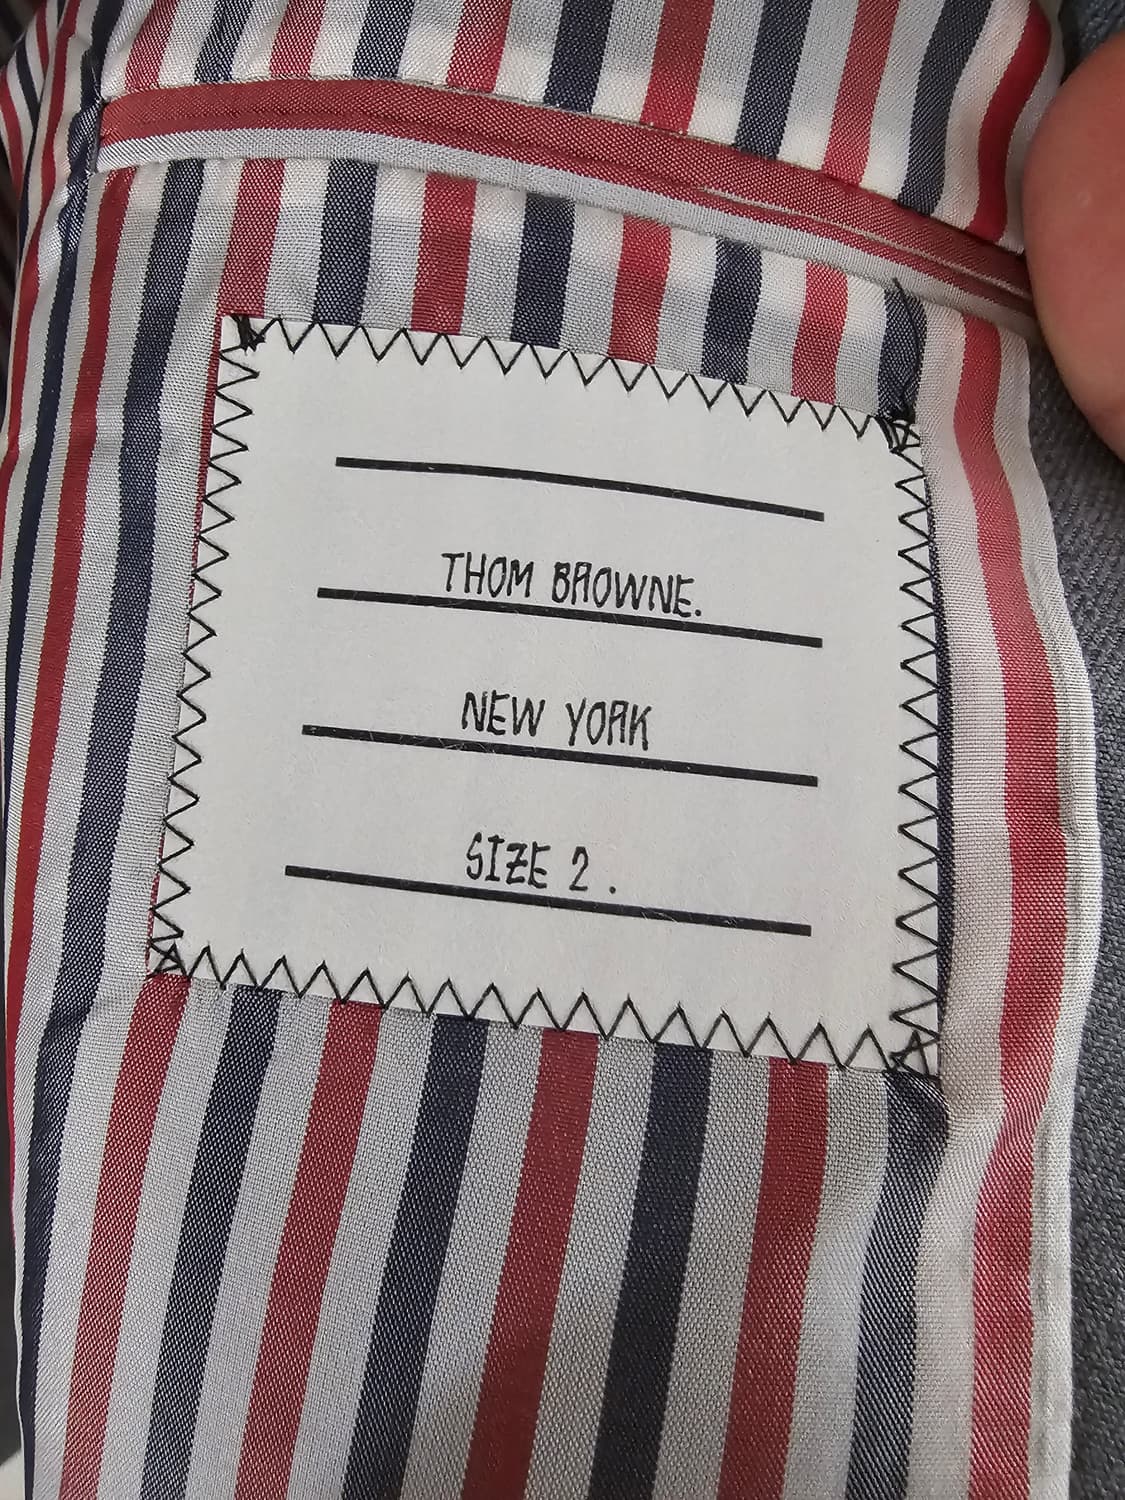 THOM BROWNE.
NEW YORK
SIZE 2.